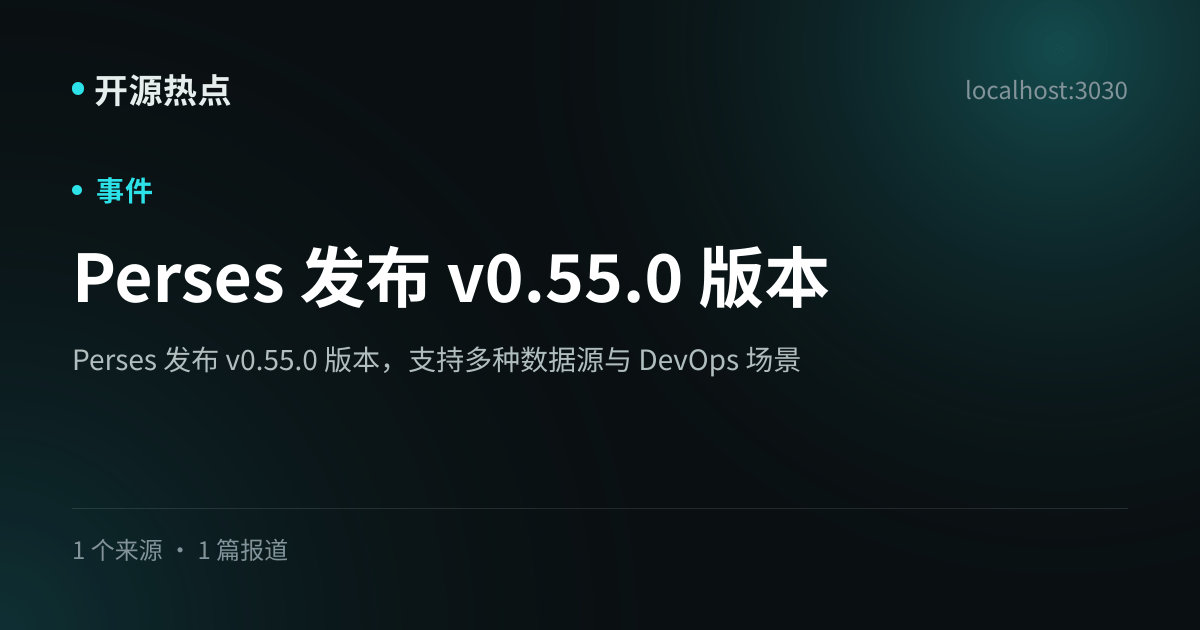 开源热点
localhost:3030
事件
Perses 发布 v0.55.0 版本
Perses 发布 v0.55.0 版本，支持多种数据源与 DevOps 场景
1 个来源 · 1 篇报道